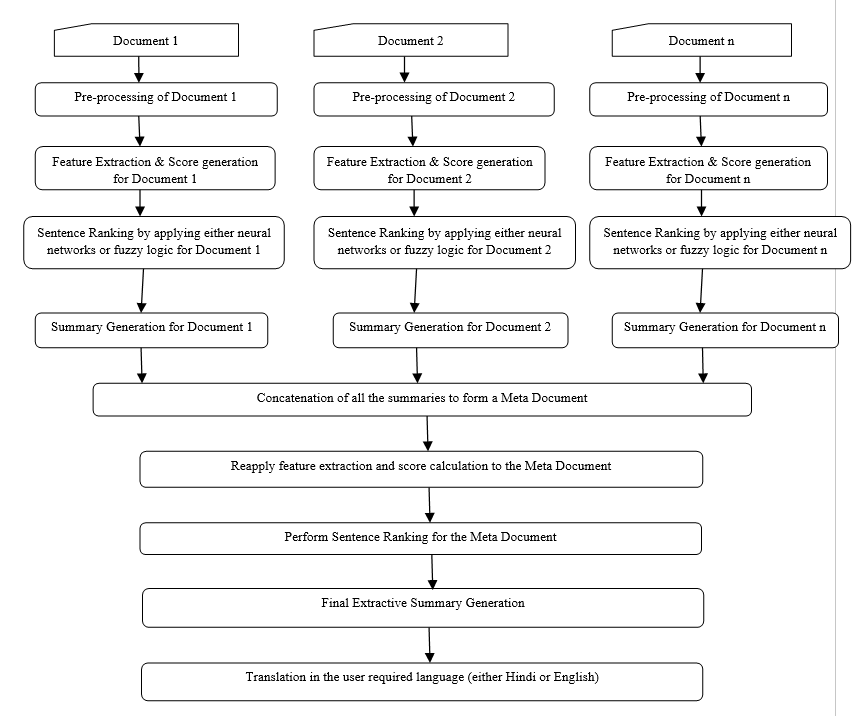 Document 1
Document 2
Document n
Pre-processing of Document 1
Pre-processing of Document 2
Pre-processing of Document n
Feature Extraction & Score generation
for Document 1
Feature Extraction & Score generation
for Document 2
Feature Extraction & Score generation
for Document n
Sentence Ranking by applying either neural
networks or fuzzy logic for Document 1
Sentence Ranking by applying either neural
networks or fuzzy logic for Document 2
Sentence Ranking by applying either neural
networks or fuzzy logic for Document n
Summary Generation for Document 1
Summary Generation for Document 2
Summary Generation for Document n
Concatenation of all the summaries to form a Meta Document
Reapply feature extraction and score calculation to the Meta Document
Perform Sentence Ranking for the Meta Document
Final Extractive Summary Generation
Translation in the user required language (either Hindi or English)